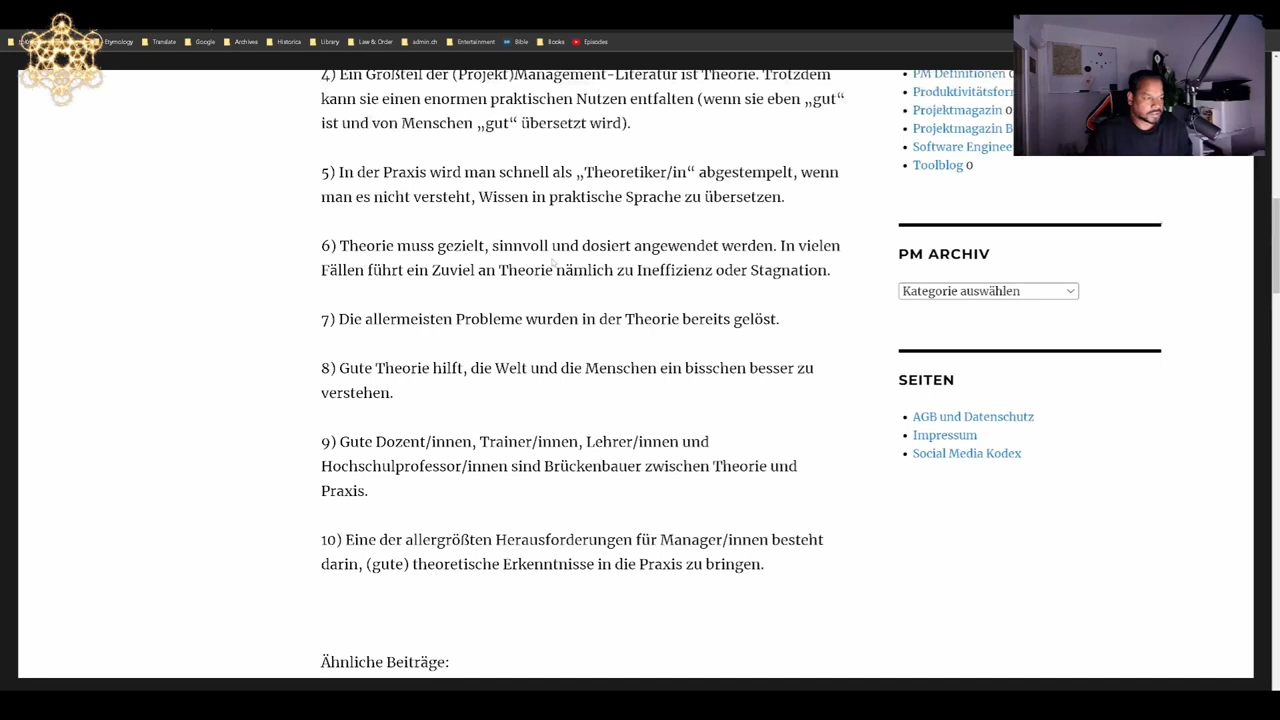 Etymology
Translate
Google
Archives
Historica
Library
Law & Order
admin.ch
Entertainment
Bible
Books
Episodes
4) Ein Großteil der (Projekt)Management-Literatur ist Theorie. Trotzdem
kann sie einen enormen praktischen Nutzen entfalten (wenn sie eben „gut“
ist und von Menschen „gut“ übersetzt wird).
5) In der Praxis wird man schnell als „Theoretiker/in“ abgestempelt, wenn
man es nicht versteht, Wissen in praktische Sprache zu übersetzen.
6) Theorie muss gezielt, sinnvoll und dosiert angewendet werden. In vielen
Fällen führt ein Zuviel an Theorie nämlich zu Ineffizienz oder Stagnation.
7) Die allermeisten Probleme wurden in der Theorie bereits gelöst.
8) Gute Theorie hilft, die Welt und die Menschen ein bisschen besser zu
verstehen.
9) Gute Dozent/innen, Trainer/innen, Lehrer/innen und
Hochschulprofessor/innen sind Brückenbauer zwischen Theorie und
Praxis.
10) Eine der allergrößten Herausforderungen für Manager/innen besteht
darin, (gute) theoretische Erkenntnisse in die Praxis zu bringen.
Ähnliche Beiträge:
PM Definitionen
Produktivitätsfor
Projektmagazin 0
Projektmagazin B
Software Enginee
Toolblog 0
PM ARCHIV
Kategorie auswählen
SEITEN
AGB und Datenschutz
Impressum
Social Media Kodex